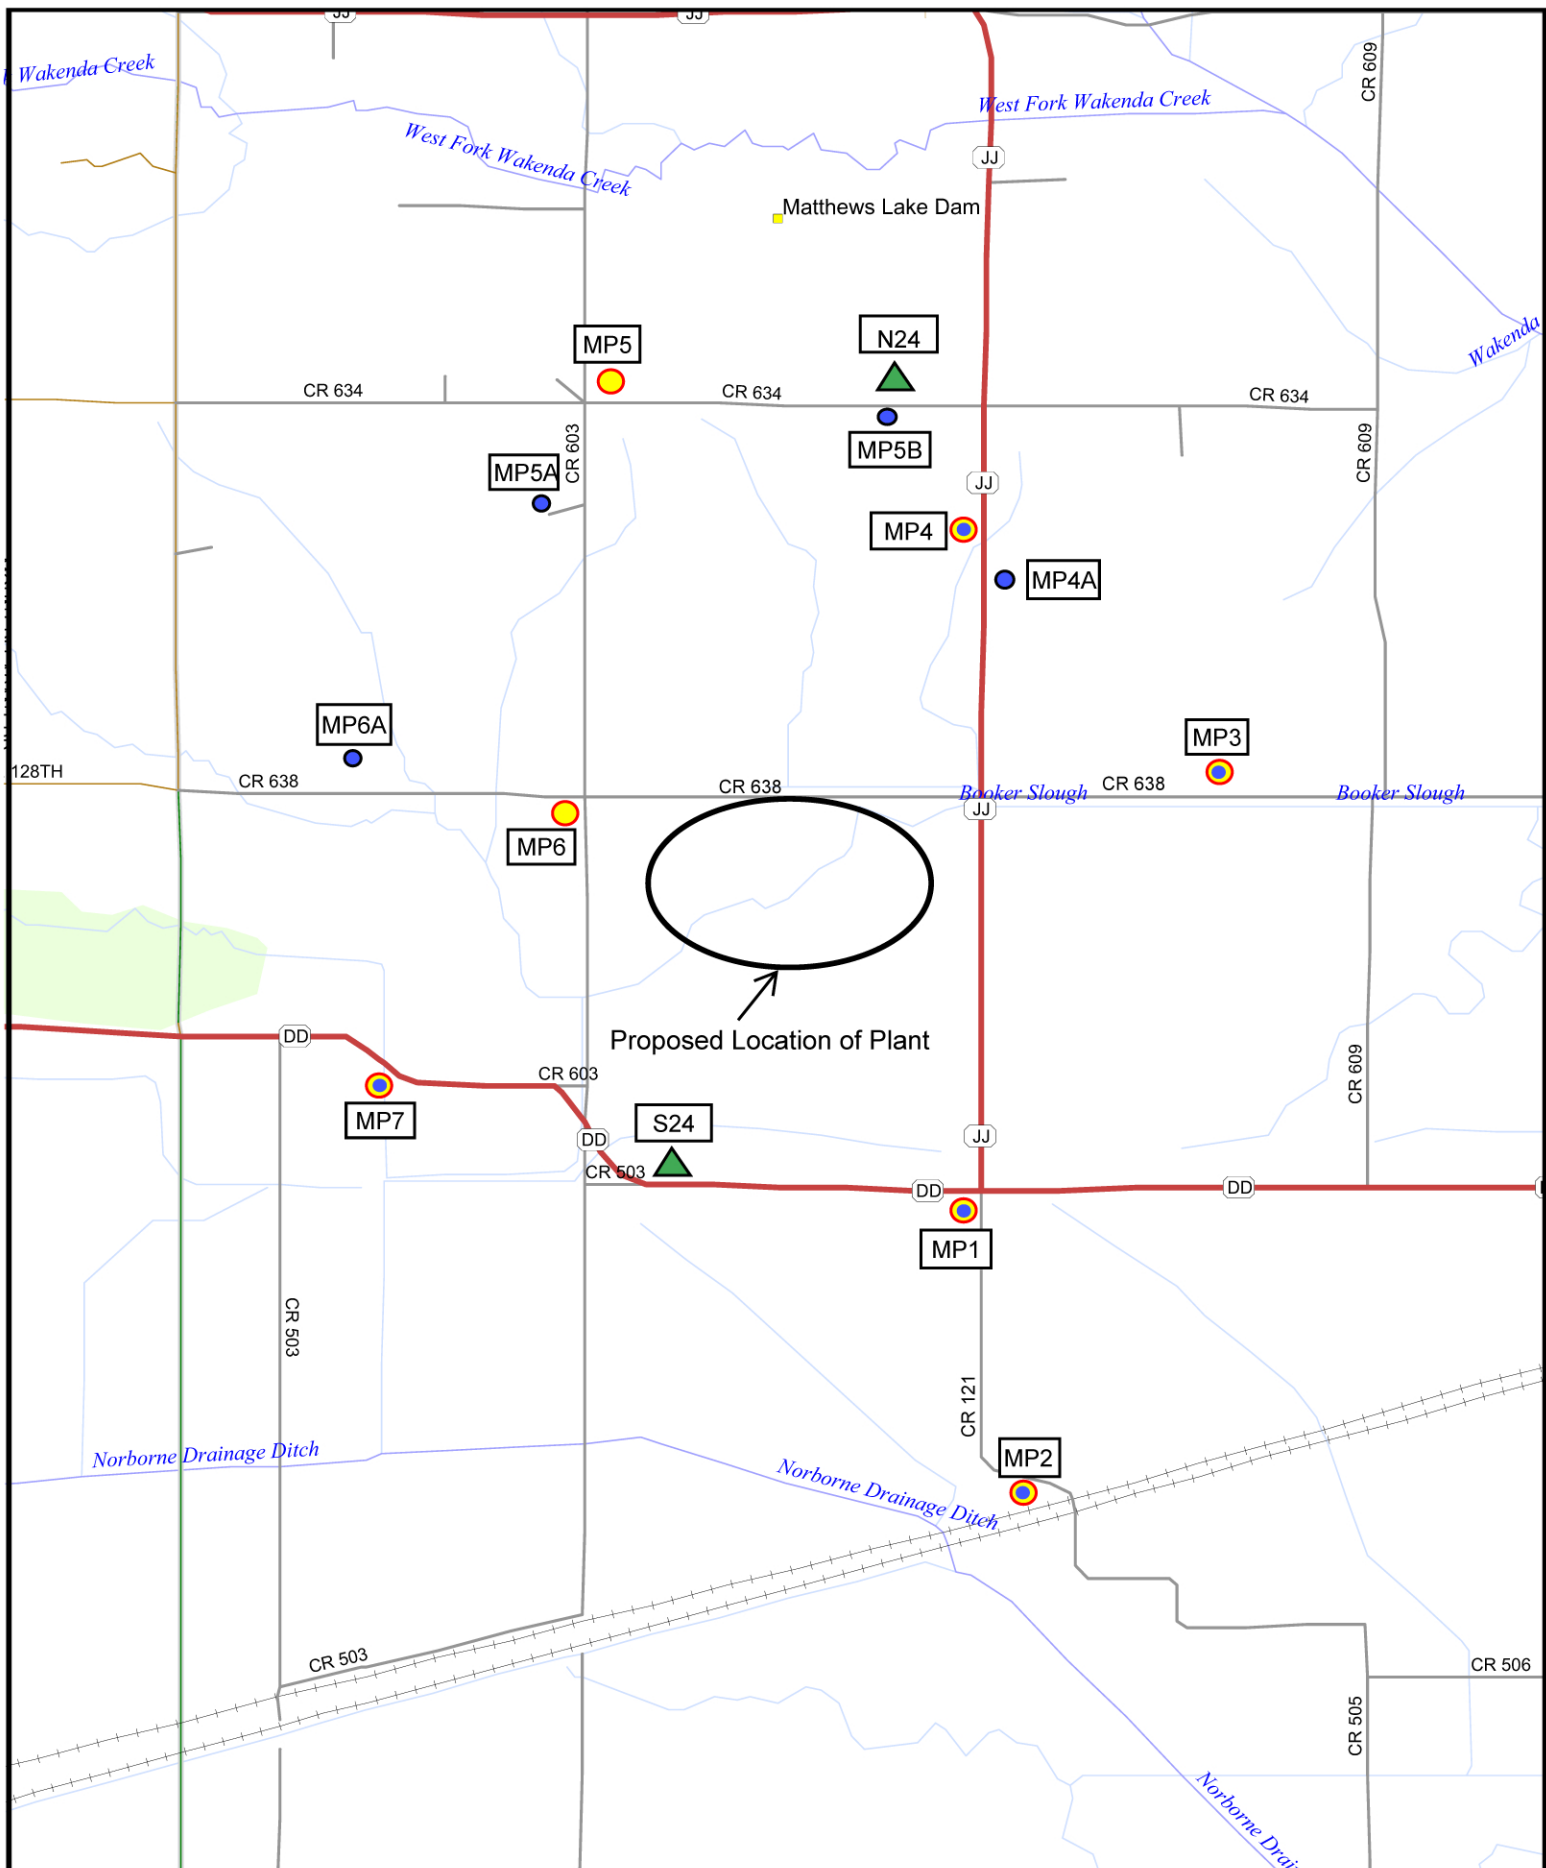 JJ
JJ
Wakenda Creek
CR 609
West Fork Wakenda Creek
West Fork Wakenda Creek
JJ
Matthews Lake Dam
Wakenda
MP5
N24
CR 634
CR 634
CR 634
CR 603
MP5B
CR 609
MP5A
JJ
MP4
MP4A
MP6A
MP3
128TH
CR 638
CR 638
CR 638
Booker Slough
Booker Slough
JJ
MP6
Proposed Location of Plant
DD
CR 603
CR 609
MP7
S24
DD
JJ
CR 503
DD
DD
MP1
CR 503
CR 121
Norborne Drainage Ditch
MP2
Norborne Drainage Ditch
CR 503
CR 506
CR 505
Norborne Drai